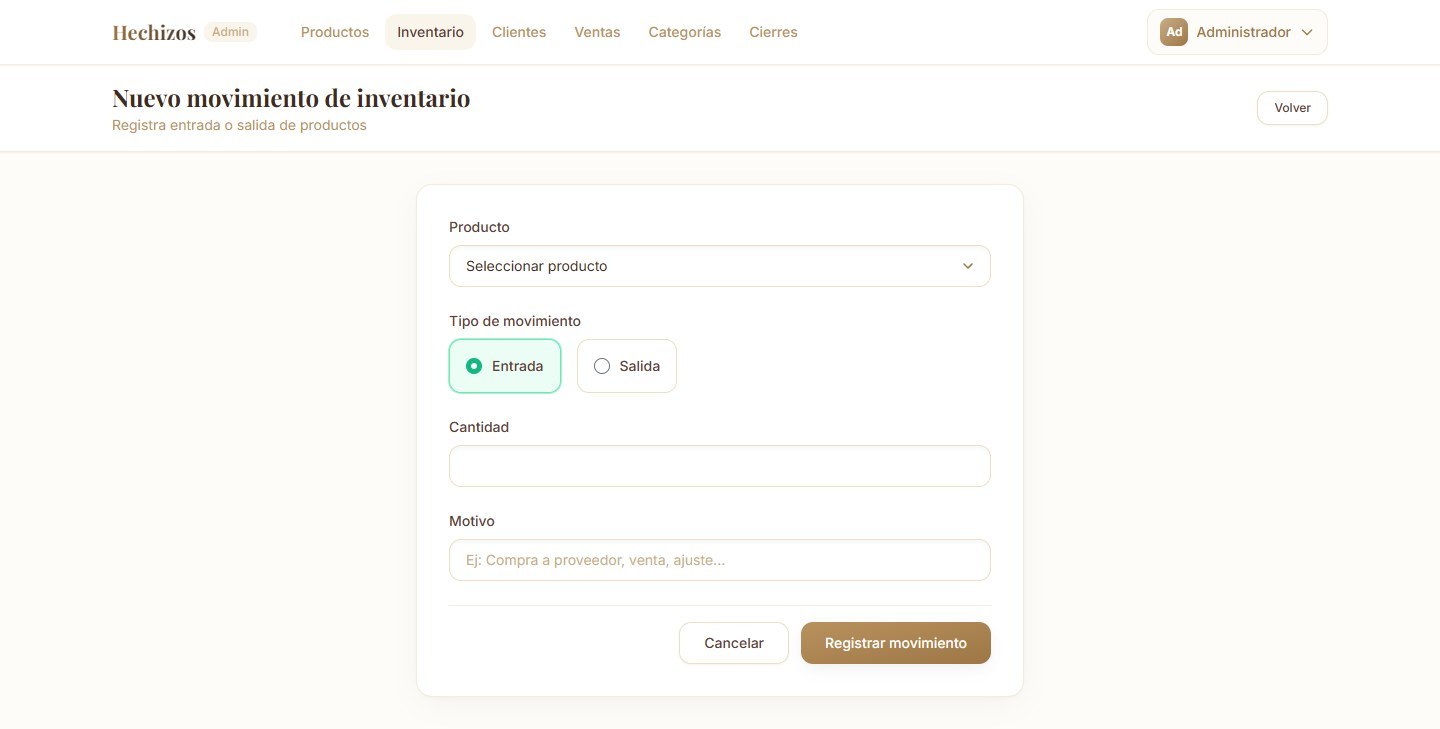 Hechizos Admin Productos Inventario Clientes Ventas Categorías Cierres Ad Administrador
Nuevo movimiento de inventario
Registra entrada o salida de productos
Volver
Producto
Seleccionar producto
Tipo de movimiento
Entrada Salida
Cantidad
Motivo
Ej: Compra a proveedor, venta, ajuste...
Cancelar Registrar movimiento